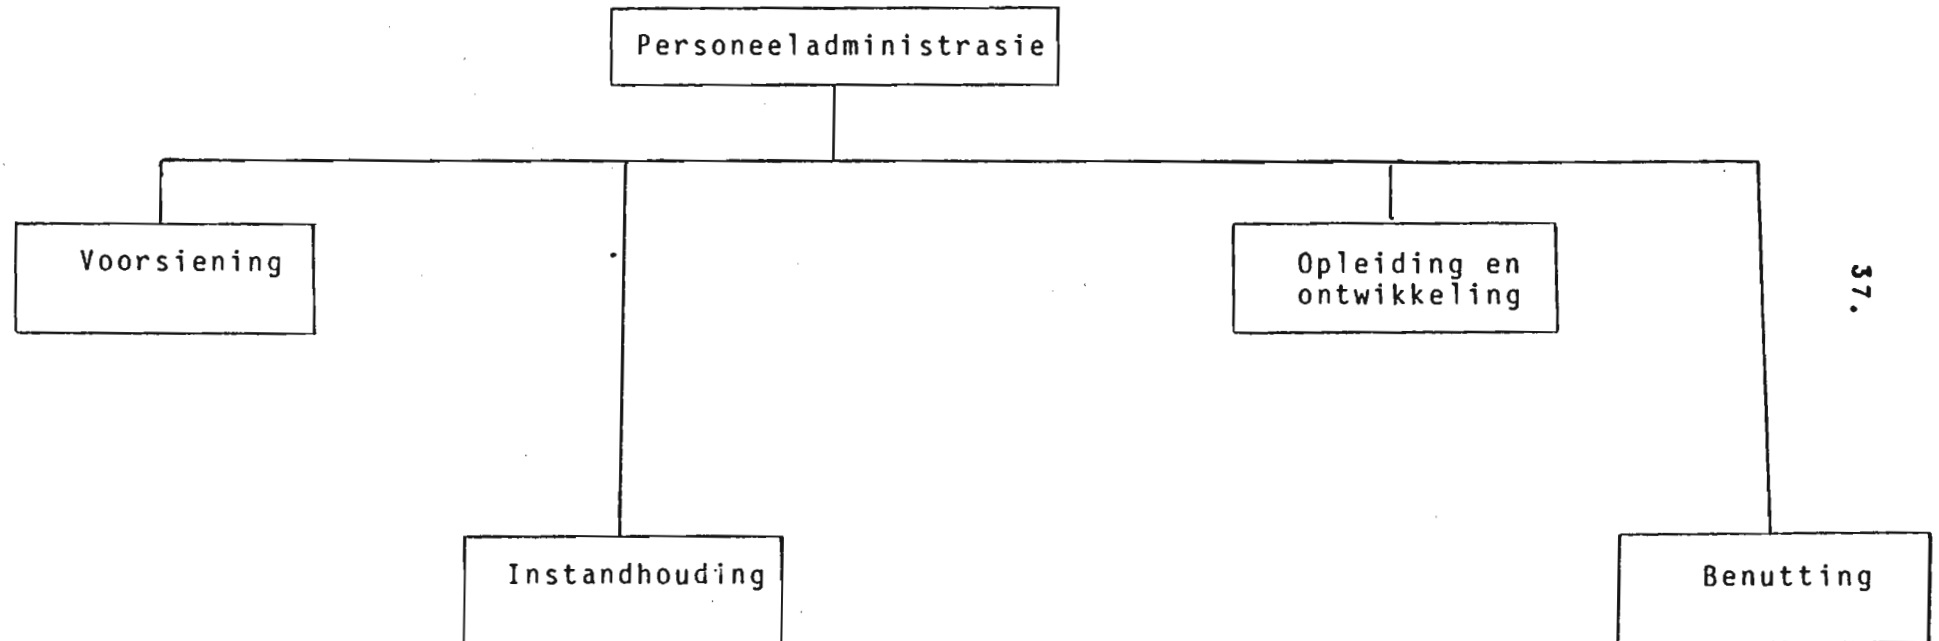 Personeeladministrasie
Voorsiening
Opleiding en
ontwikkeling
37.
Instandhouding
Benutting